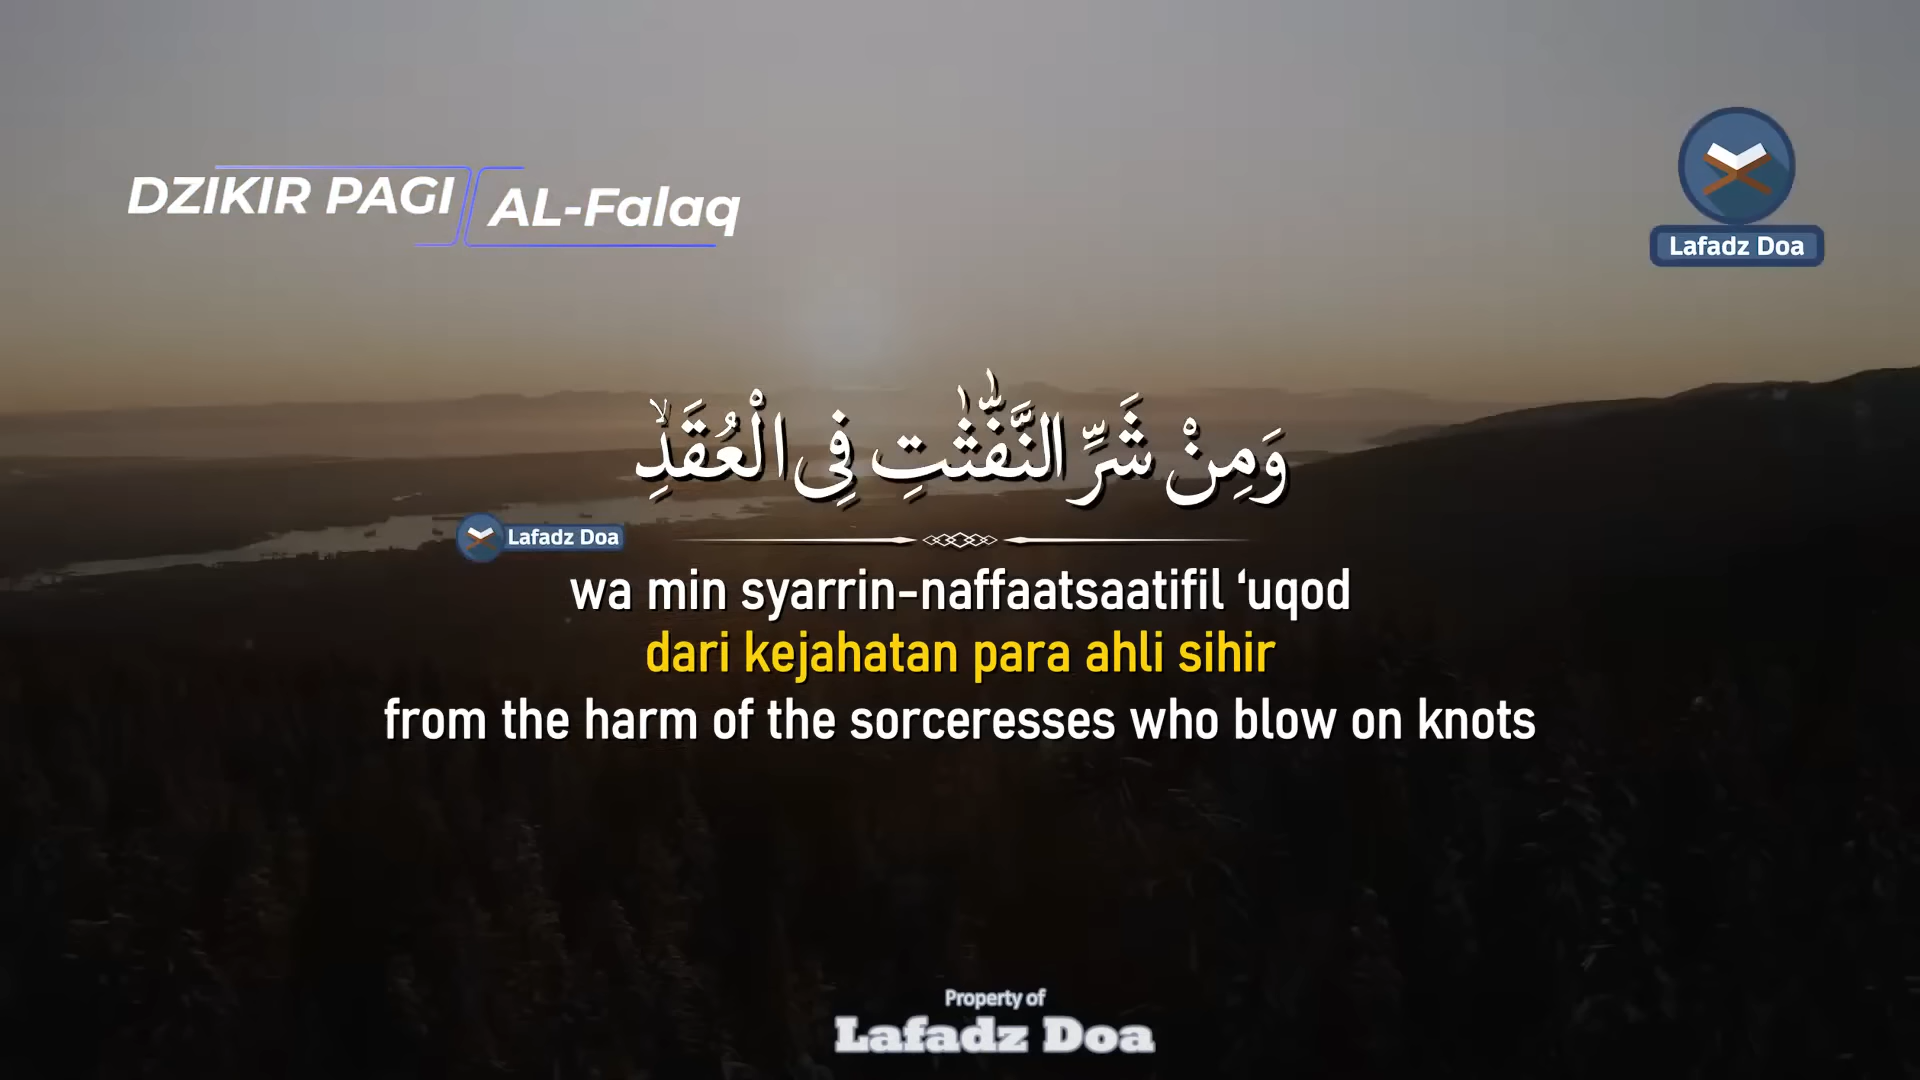 DZIKIR PAGI
AL-Falaq
Lafadz Doa
وَمِنْ شَرِّ النَّفّٰثٰتِ فِى الْعُقَدِۙ
Lafadz Doa
wa min syarrin-naffaatsaatifil ‘uqod
dari kejahatan para ahli sihir
from the harm of the sorceresses who blow on knots
Property of
Lafadz Doa